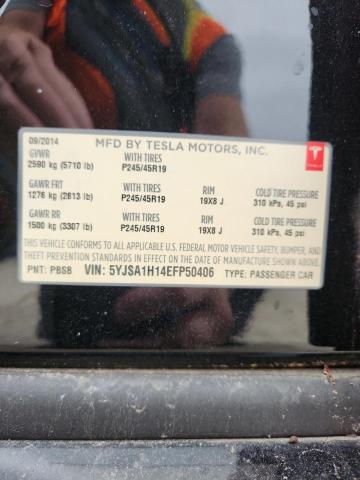 09/2014 MFD BY TESLA MOTORS, INC.
GVWR WITH TIRES
2590 kg (5710 lb) P245/45R19
GAWR FRT WITH TIRES RIM COLD TIRE PRESSURE
1276 kg (2813 lb) P245/45R19 19X8 J 310 kPa, 45 psi
GAWR RR WITH TIRES RIM COLD TIRE PRESSURE
1500 kg (3307 lb) P245/45R19 19X8 J 310 kPa, 45 psi
THIS VEHICLE CONFORMS TO ALL APPLICABLE U.S. FEDERAL MOTOR VEHICLE SAFETY, BUMPER, AND
THEFT PREVENTION STANDARDS IN EFFECT ON THE DATE OF MANUFACTURE SHOWN ABOVE.
PNT: PBSB VIN: 5YJSA1H14EFP50406 TYPE: PASSENGER CAR